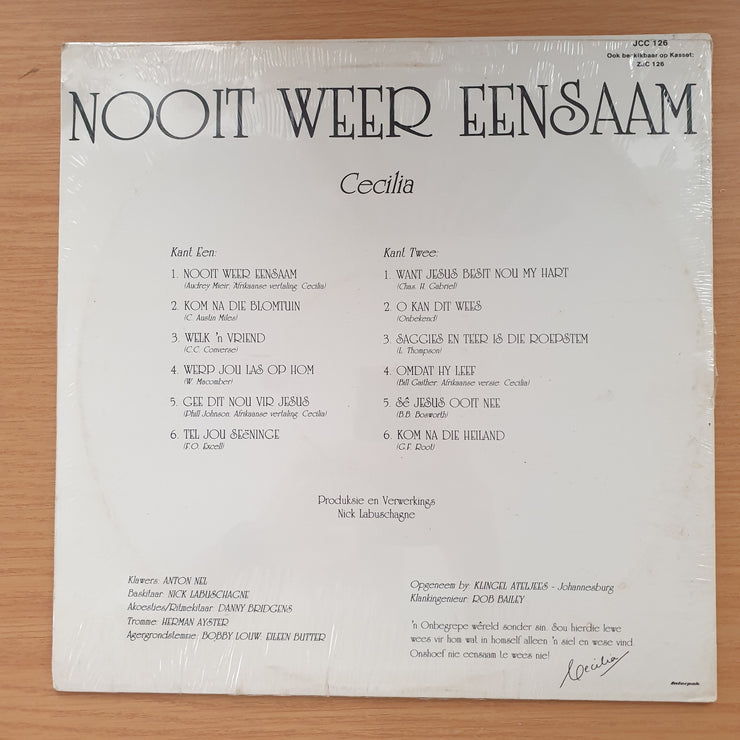 JCC 126
Ook beskikbaar op Kasset:
ZJC 126
NOOIT WEER EENSAAM
Cecilia
Kant Een:
1. NOOIT WEER EENSAAM
(Audrey Mieir, Afrikaanse vertaling, Cecilia)
2. KOM NA DIE BLOMTUIN
(C. Austin Miles)
3. WELK 'n VRIEND
(C.C. Converse)
4. WERP JOU LAS OP HOM
(W. Macomber)
5. GEE DIT NOU VIR JESUS
(Phill Johnson, Afrikaanse vertaling, Cecilia)
6. TEL JOU SEËNINGE
(E.O. Excell)
Kant Twee:
1. WANT JESUS BESIT NOU MY HART
(Chas. H. Gabriel)
2. O KAN DIT WEES
(Onbekend)
3. SAGGIES EN TEER IS DIE ROEPSTEM
(L. Thompson)
4. OMDAT HY LEEF
(Bill Gaither, Afrikaanse versie, Cecilia)
5. SÊ JESUS OOIT NEE
(B.B. Bosworth)
6. KOM NA DIE HEILAND
(G.F. Root)
Produksie en Verwerkings
Nick Labuschagne
Klawers: ANTON NEL
Baskitaar: NICK LABUSCHAGNE
Akoesties/Ritmekitaar: DANNY BRIDGENS
Tromme: HERMAN AYSTER
Agergrondstemme: BOBBY LOUW, EILEEN BUTTER
Opgeneem by: KLINGEL ATELJEES - Johannesburg
Klankingenieur: ROB BAILEY
'n Onbegrepe wêreld sonder sin. Sou hierdie lewe
wees vir hom wat in homself alleen 'n siel en wese vind.
Onshoef nie eensaam te wees nie!
Cecilia
interpak